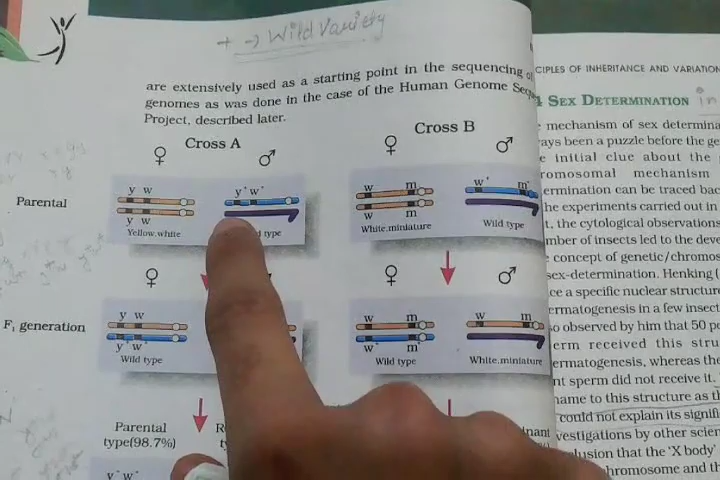 + → Wild Variety
are extensively used as a starting point in the sequencing
genomes as was done in the case of the Human Genome
Project, described later.
Cross A
Cross B
♀ ♂ ♀ ♂
Parental
y w
y w
Yellow, white
y⁺ w⁺
type
w m
w m
White, miniature
w⁺ m⁺
Wild type
♀ ♀ ♂
F₁ generation
y w
y⁺ w⁺
Wild type
w m
w⁺ m⁺
Wild type
w m
White, miniature
Parental
type(98.7%)
y⁺ w⁺
CIPLES OF INHERITANCE AND VARIATION
SEX DETERMINATION in
mechanism of sex determina
ays been a puzzle before the ge
initial clue about the
romosomal mechanism
ermination can be traced bac
he experiments carried out in
t, the cytological observations
mber of insects led to the deve
concept of genetic/chromos
sex-determination. Henking (
ce a specific nuclear structure
ermatogenesis in a few insect
so observed by him that 50 pe
erm received this stru
ermatogenesis, whereas the
nt sperm did not receive it.
name to this structure as th
could not explain its signifi
vestigations by other scien
lusion that the 'X body'
hromosome and th